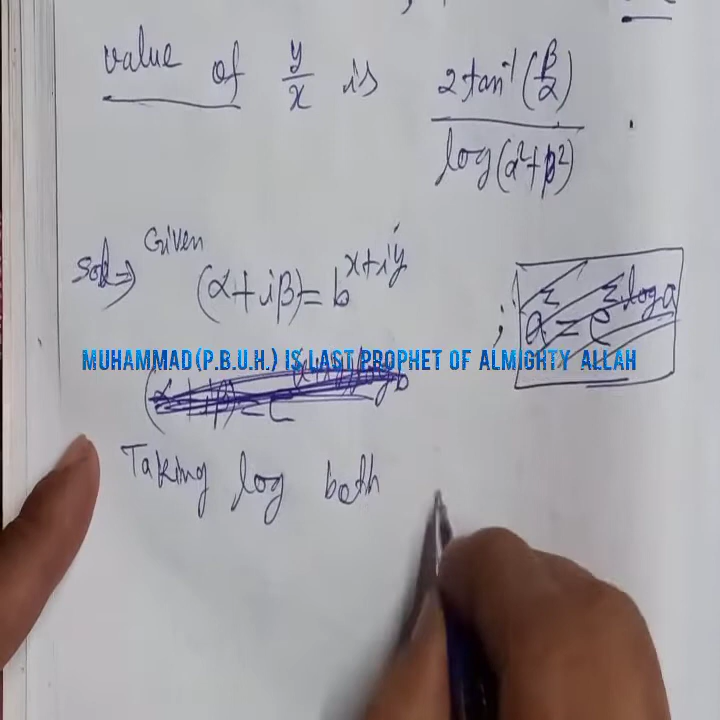 value of y/x is 2tan⁻¹(β/α) / log(α²+β²) .
Sol⇒ Given
(α+iβ) = b^(x+iy)
; a^z = e^(z log a)
MUHAMMAD(P.B.U.H.) IS LAST PROPHET OF ALMIGHTY ALLAH
Taking log both